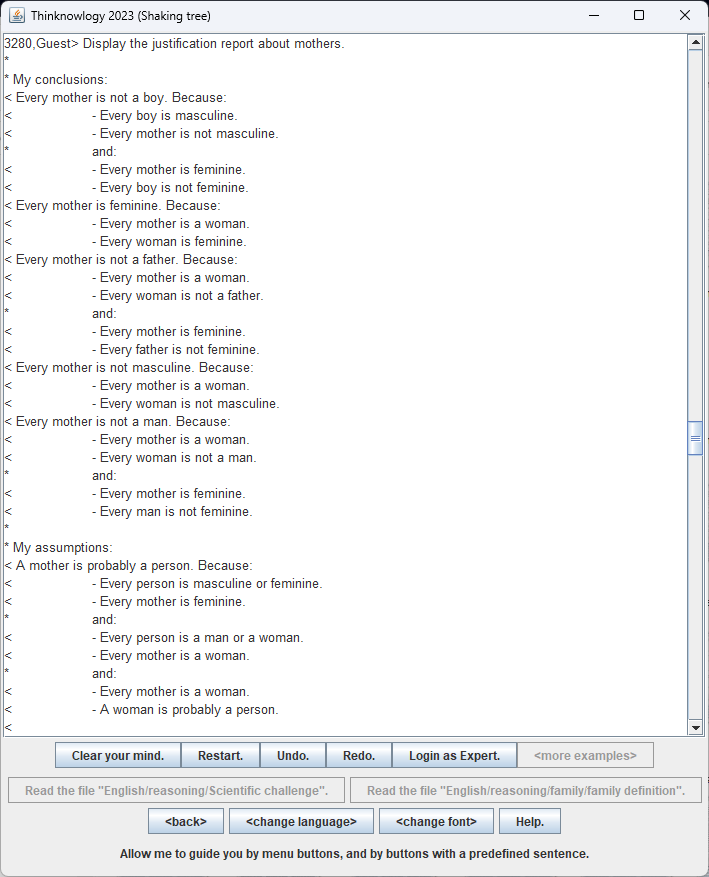 Thinknowlogy 2023 (Shaking tree)
3280,Guest> Display the justification report about mothers.
*
* My conclusions:
< Every mother is not a boy. Because:
< - Every boy is masculine.
< - Every mother is not masculine.
* and:
< - Every mother is feminine.
< - Every boy is not feminine.
< Every mother is feminine. Because:
< - Every mother is a woman.
< - Every woman is feminine.
< Every mother is not a father. Because:
< - Every mother is a woman.
< - Every woman is not a father.
* and:
< - Every mother is feminine.
< - Every father is not feminine.
< Every mother is not masculine. Because:
< - Every mother is a woman.
< - Every woman is not masculine.
< Every mother is not a man. Because:
< - Every mother is a woman.
< - Every woman is not a man.
* and:
< - Every mother is feminine.
< - Every man is not feminine.
*
* My assumptions:
< A mother is probably a person. Because:
< - Every person is masculine or feminine.
< - Every mother is feminine.
* and:
< - Every person is a man or a woman.
< - Every mother is a woman.
* and:
< - Every mother is a woman.
< - A woman is probably a person.
<
Clear your mind. Restart. Undo. Redo. Login as Expert. <more examples>
Read the file "English/reasoning/Scientific challenge". Read the file "English/reasoning/family/family definition".
<back> <change language> <change font> Help.
Allow me to guide you by menu buttons, and by buttons with a predefined sentence.